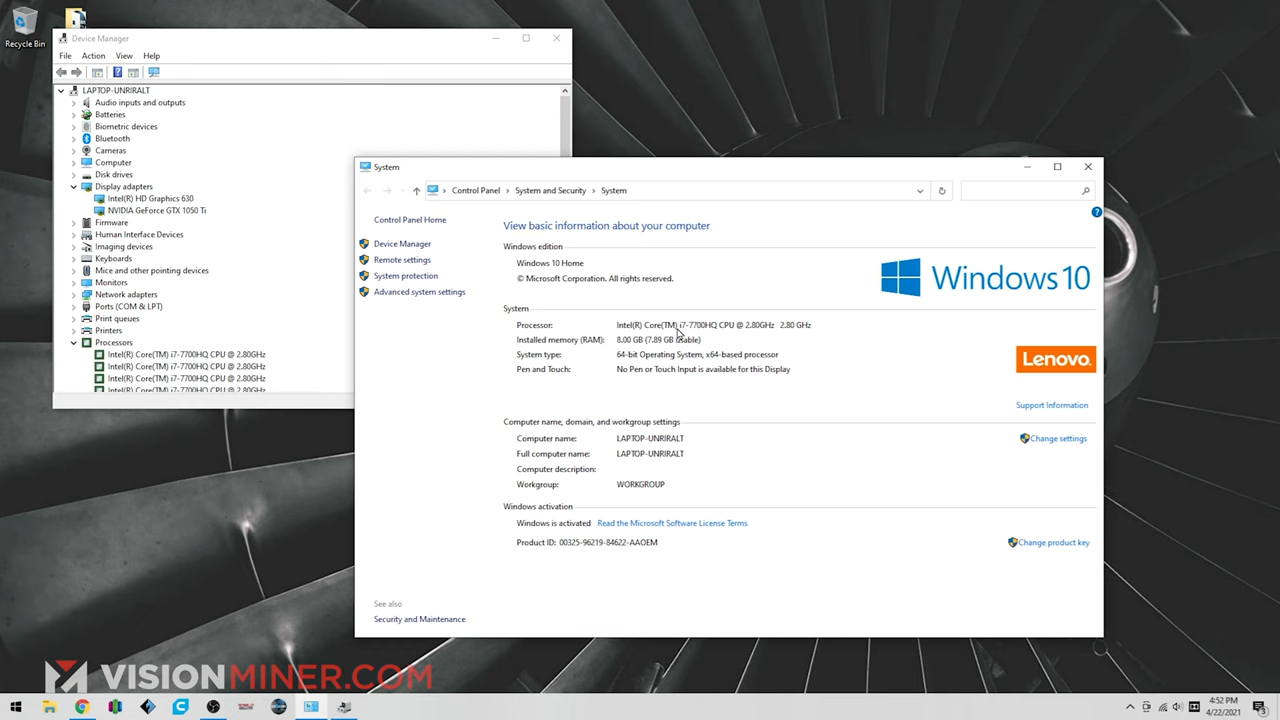 Recycle Bin
Device Manager
File Action View Help
LAPTOP-UNRIRALT
Audio inputs and outputs
Batteries
Biometric devices
Bluetooth
Cameras
Computer
Disk drives
Display adapters
Intel(R) HD Graphics 630
NVIDIA GeForce GTX 1050 Ti
Firmware
Human Interface Devices
Imaging devices
Keyboards
Mice and other pointing devices
Monitors
Network adapters
Ports (COM & LPT)
Print queues
Printers
Processors
Intel(R) Core(TM) i7-7700HQ CPU @ 2.80GHz
Intel(R) Core(TM) i7-7700HQ CPU @ 2.80GHz
Intel(R) Core(TM) i7-7700HQ CPU @ 2.80GHz
Intel(R) Core(TM) i7-7700HQ CPU @ 2.80GHz
System
Control Panel > System and Security > System
Control Panel Home
Device Manager
Remote settings
System protection
Advanced system settings
See also
Security and Maintenance
View basic information about your computer
Windows edition
Windows 10 Home
© Microsoft Corporation. All rights reserved.
Windows 10
System
Processor: Intel(R) Core(TM) i7-7700HQ CPU @ 2.80GHz 2.80 GHz
Installed memory (RAM): 8.00 GB (7.89 GB usable)
System type: 64-bit Operating System, x64-based processor
Pen and Touch: No Pen or Touch Input is available for this Display
Lenovo.
Support Information
Computer name, domain, and workgroup settings
Computer name: LAPTOP-UNRIRALT
Change settings
Full computer name: LAPTOP-UNRIRALT
Computer description:
Workgroup: WORKGROUP
Windows activation
Windows is activated Read the Microsoft Software License Terms
Product ID: 00325-96219-84622-AAOEM
Change product key
VISIONMINER.COM
4:52 PM
4/22/2021